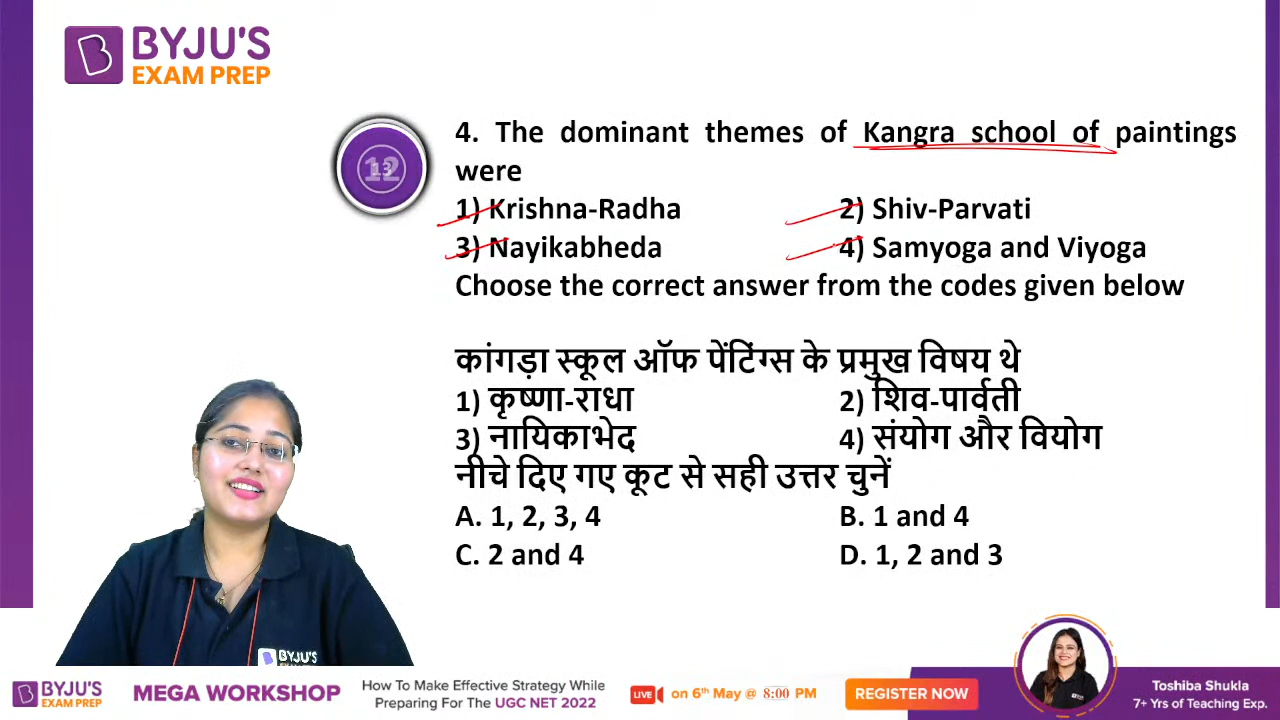 BYJU'S
EXAM PREP
4. The dominant themes of Kangra school of paintings
were
1) Krishna-Radha 2) Shiv-Parvati
3) Nayikabheda 4) Samyoga and Viyoga
Choose the correct answer from the codes given below
कांगड़ा स्कूल ऑफ पेंटिंग्स के प्रमुख विषय थे
1) कृष्णा-राधा 2) शिव-पार्वती
3) नायिकाभेद 4) संयोग और वियोग
नीचे दिए गए कूट से सही उत्तर चुनें
A. 1, 2, 3, 4 B. 1 and 4
C. 2 and 4 D. 1, 2 and 3
BYJU'S
EXAM PREP
BYJU'S
EXAM PREP
MEGA WORKSHOP
How To Make Effective Strategy While
Preparing For The UGC NET 2022
LIVE on 6th May @ 8:00 PM
REGISTER NOW
Toshiba Shukla
7+ Yrs of Teaching Exp.